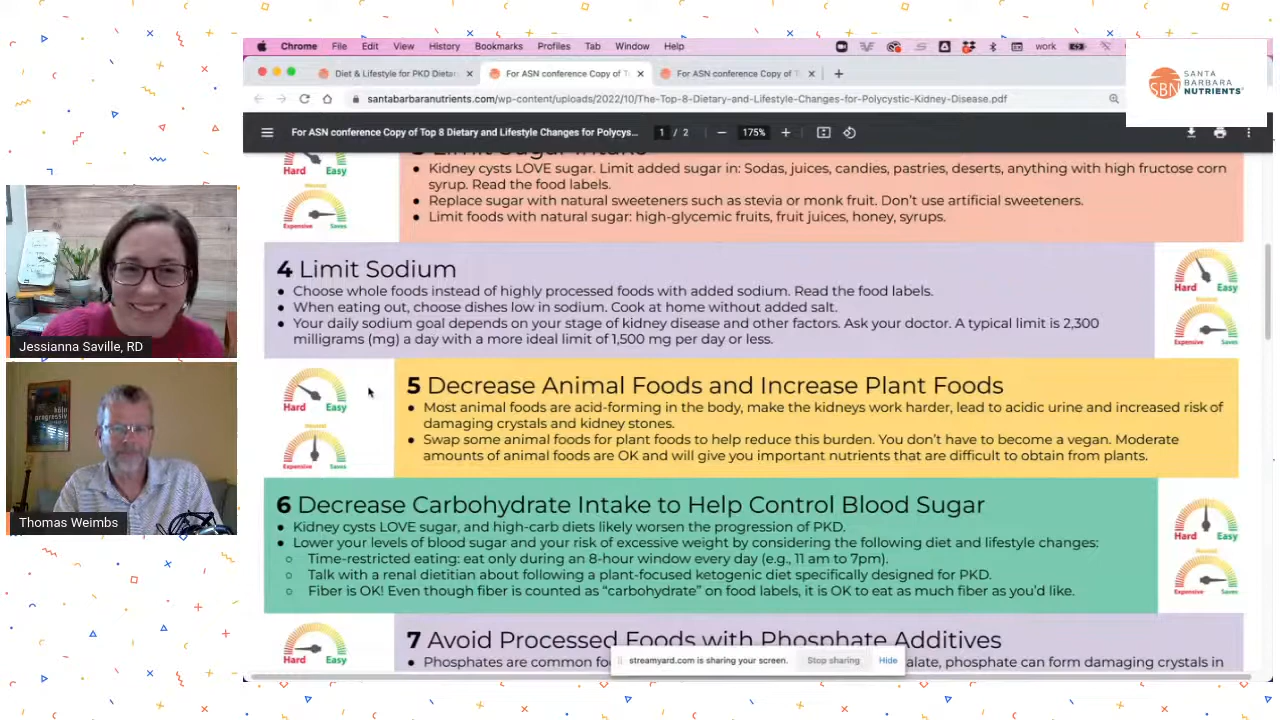 Chrome File Edit View History Bookmarks Profiles Tab Window Help work
Diet & Lifestyle for PKD Dietar
For ASN conference Copy of T
For ASN conference Copy of T
santabarbaranutrients.com/wp-content/uploads/2022/10/The-Top-8-Dietary-and-Lifestyle-Changes-for-Polycystic-Kidney-Disease.pdf
SBN
SANTA
BARBARA
NUTRIENTS
For ASN conference Copy of Top 8 Dietary and Lifestyle Changes for Polycys... 1 / 2 175%
3 Limit Sugar Intake
Hard Easy
Neutral
Expensive Saves
Kidney cysts LOVE sugar. Limit added sugar in: Sodas, juices, candies, pastries, deserts, anything with high fructose corn
syrup. Read the food labels.
Replace sugar with natural sweeteners such as stevia or monk fruit. Don't use artificial sweeteners.
Limit foods with natural sugar: high-glycemic fruits, fruit juices, honey, syrups.
4 Limit Sodium
Choose whole foods instead of highly processed foods with added sodium. Read the food labels.
When eating out, choose dishes low in sodium. Cook at home without added salt.
Your daily sodium goal depends on your stage of kidney disease and other factors. Ask your doctor. A typical limit is 2,300
milligrams (mg) a day with a more ideal limit of 1,500 mg per day or less.
Hard Easy
Neutral
Expensive Saves
Hard Easy
Neutral
Expensive Saves
5 Decrease Animal Foods and Increase Plant Foods
Most animal foods are acid-forming in the body, make the kidneys work harder, lead to acidic urine and increased risk of
damaging crystals and kidney stones.
Swap some animal foods for plant foods to help reduce this burden. You don't have to become a vegan. Moderate
amounts of animal foods are OK and will give you important nutrients that are difficult to obtain from plants.
6 Decrease Carbohydrate Intake to Help Control Blood Sugar
Kidney cysts LOVE sugar, and high-carb diets likely worsen the progression of PKD.
Lower your levels of blood sugar and your risk of excessive weight by considering the following diet and lifestyle changes:
Time-restricted eating: eat only during an 8-hour window every day (e.g., 11 am to 7pm).
Talk with a renal dietitian about following a plant-focused ketogenic diet specifically designed for PKD.
Fiber is OK! Even though fiber is counted as "carbohydrate" on food labels, it is OK to eat as much fiber as you'd like.
Hard Easy
Neutral
Expensive Saves
Hard Easy
7 Avoid Processed Foods with Phosphate Additives
Phosphates are common fo alate, phosphate can form damaging crystals in
streamyard.com is sharing your screen. Stop sharing Hide
Jessianna Saville, RD
köln
progressiv
Thomas Weimbs